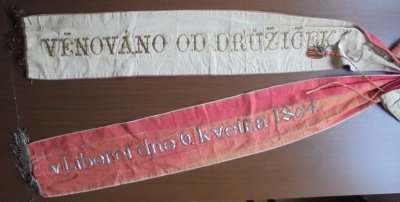 VĚNOVÁNO OD DRUŽIČEK
v Liberci dne 6. května 1894.